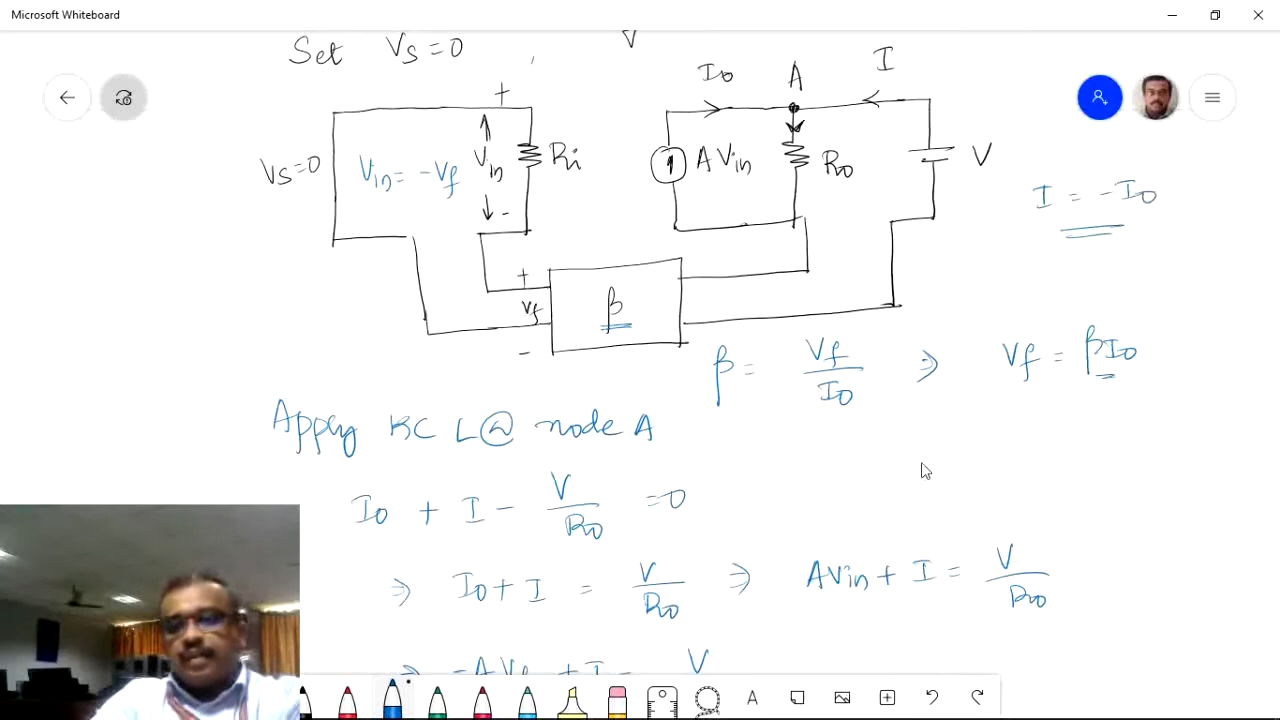 Microsoft Whiteboard
Set Vs=0 , V
Io A I
+
Vs=0 Vin= -Vf Vin Ri AVin Ro V
-
I = -Io
+
Vf β
-
β = Vf/Io ⇒ Vf = βIo
Apply KCL @ node A
Io + I - V/Ro =0
⇒ Io + I = V/Ro ⇒ AVin + I = V/Ro
⇒ -AVf + I = V
A